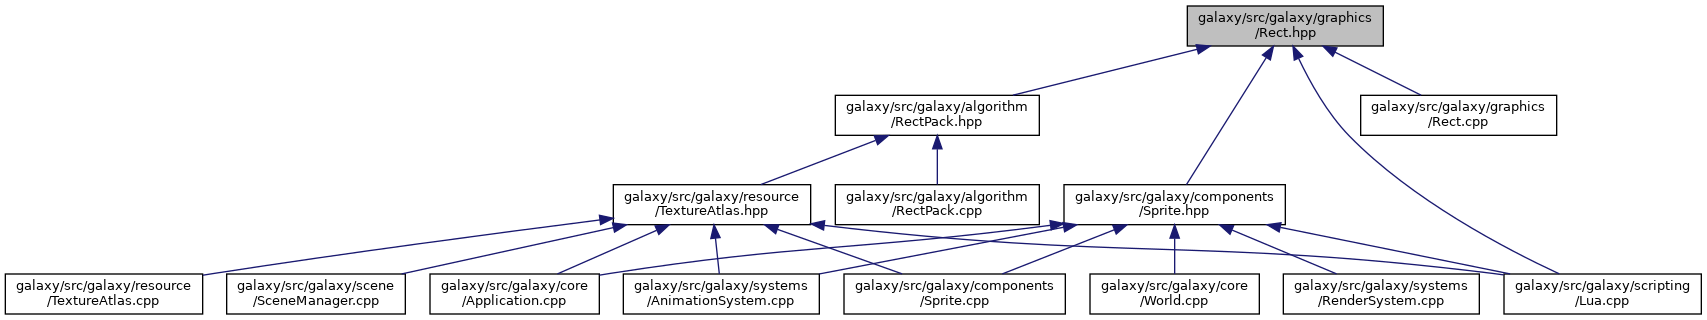 galaxy/src/galaxy/graphics
/Rect.hpp
galaxy/src/galaxy/algorithm
/RectPack.hpp
galaxy/src/galaxy/graphics
/Rect.cpp
galaxy/src/galaxy/resource
/TextureAtlas.hpp
galaxy/src/galaxy/algorithm
/RectPack.cpp
galaxy/src/galaxy/components
/Sprite.hpp
galaxy/src/galaxy/resource
/TextureAtlas.cpp
galaxy/src/galaxy/scene
/SceneManager.cpp
galaxy/src/galaxy/core
/Application.cpp
galaxy/src/galaxy/systems
/AnimationSystem.cpp
galaxy/src/galaxy/components
/Sprite.cpp
galaxy/src/galaxy/core
/World.cpp
galaxy/src/galaxy/systems
/RenderSystem.cpp
galaxy/src/galaxy/scripting
/Lua.cpp